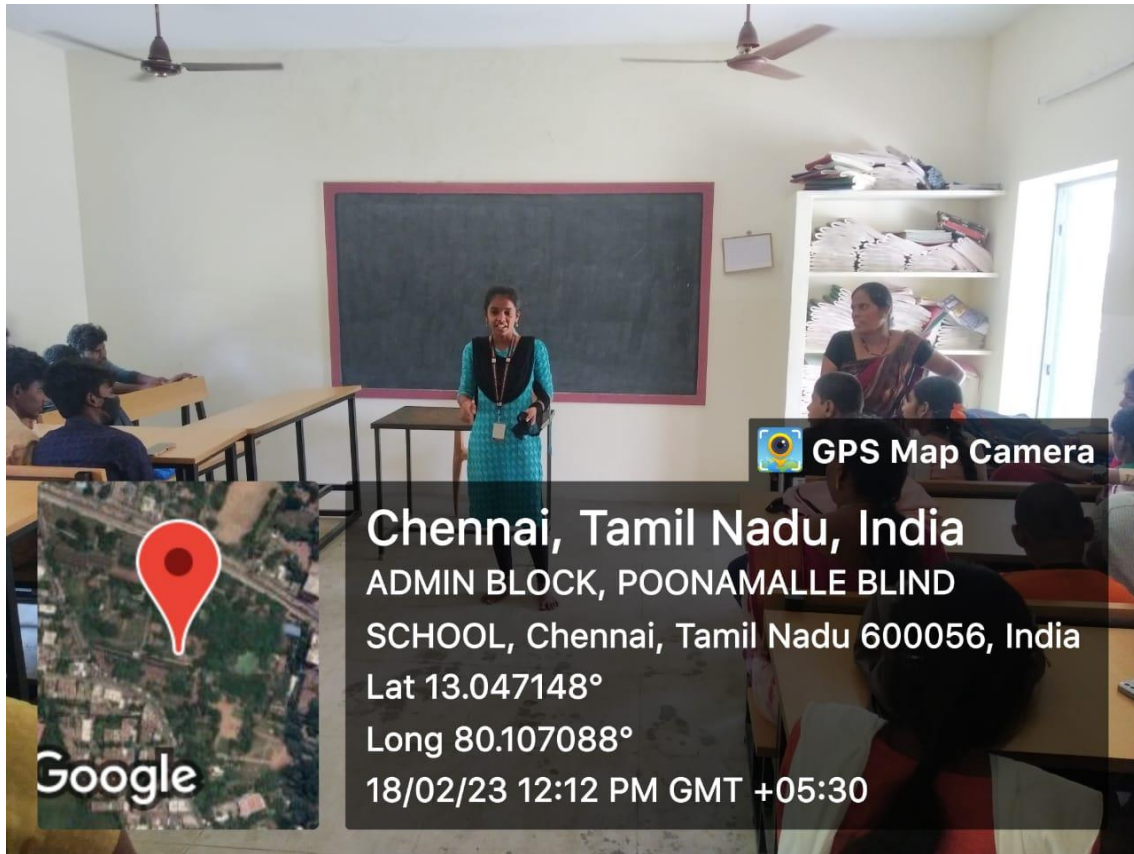 GPS Map Camera
Chennai, Tamil Nadu, India
ADMIN BLOCK, POONAMALLE BLIND
SCHOOL, Chennai, Tamil Nadu 600056, India
Lat 13.047148°
Long 80.107088°
18/02/23 12:12 PM GMT +05:30
Google